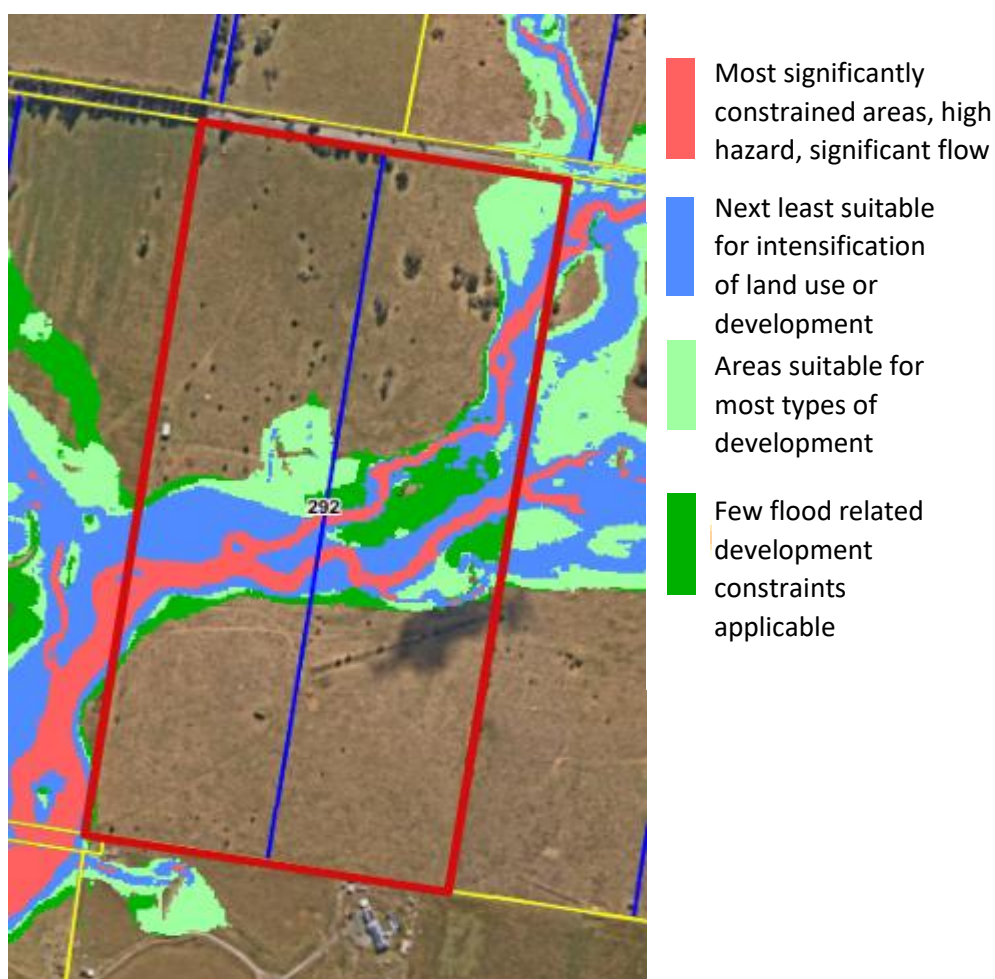 Most significantly
constrained areas, high
hazard, significant flow
Next least suitable
for intensification
of land use or
development
Areas suitable for
most types of
development
292
Few flood related
development
constraints
applicable